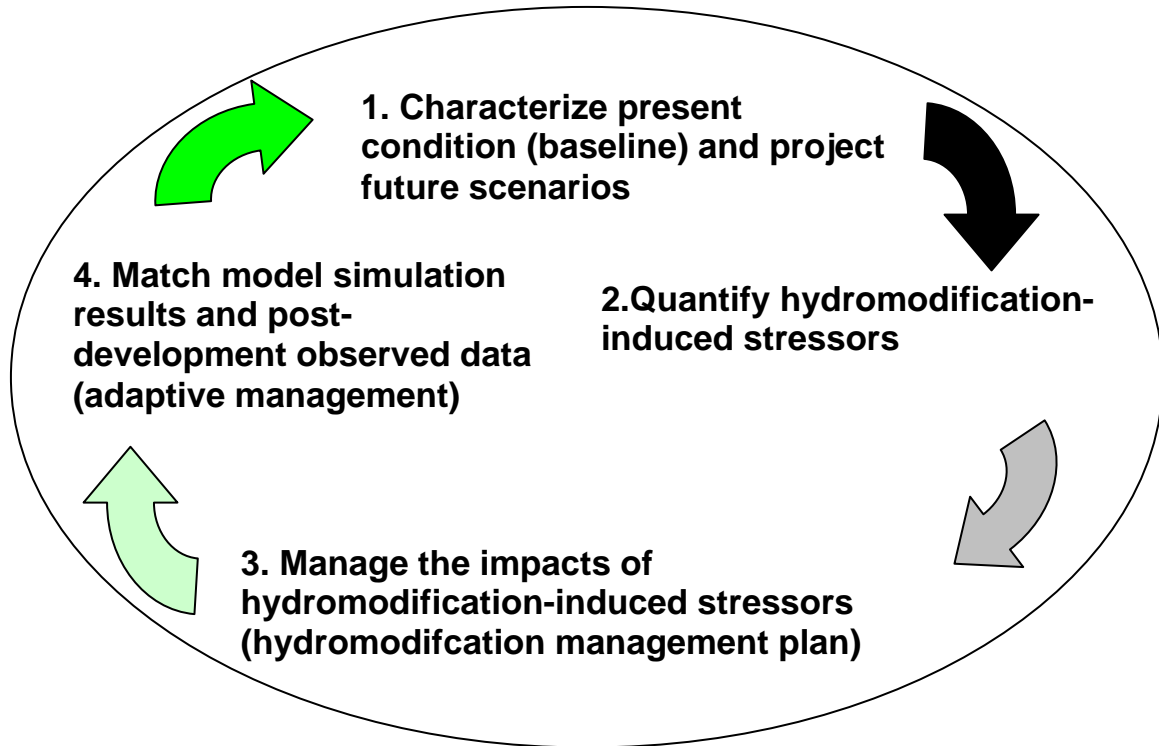 1. Characterize present
condition (baseline) and project
future scenarios
2.Quantify hydromodification-
induced stressors
3. Manage the impacts of
hydromodification-induced stressors
(hydromodifcation management plan)
4. Match model simulation
results and post-
development observed data
(adaptive management)